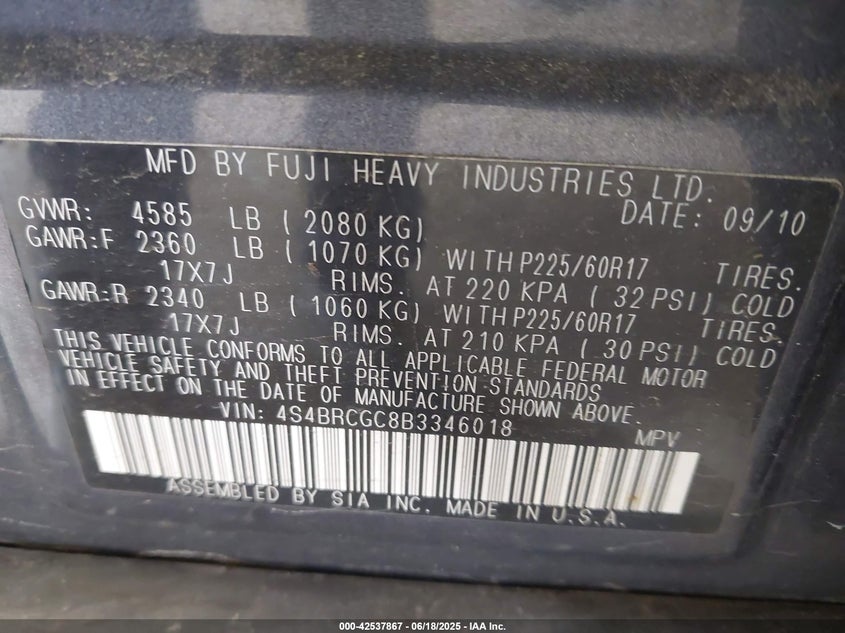 MFD BY FUJI HEAVY INDUSTRIES LTD.
DATE: 09/10
GVWR: 4585 LB ( 2080 KG)
GAWR:F 2360 LB ( 1070 KG) WITH P225/60R17 TIRES.
17X7J RIMS. AT 220 KPA ( 32 PSI) COLD
GAWR:R 2340 LB ( 1060 KG) WITH P225/60R17 TIRES.
17X7J RIMS. AT 210 KPA ( 30 PSI) COLD
THIS VEHICLE CONFORMS TO ALL APPLICABLE FEDERAL MOTOR
VEHICLE SAFETY AND THEFT PREVENTION STANDARDS
IN EFFECT ON THE DATE OF MANUFACTURE SHOWN ABOVE.
VIN: 4S4BRCGC8B3346018 MPV
ASSEMBLED BY SIA INC. MADE IN U.S.A.
000-42537867 - 06/18/2025 - IAA Inc.